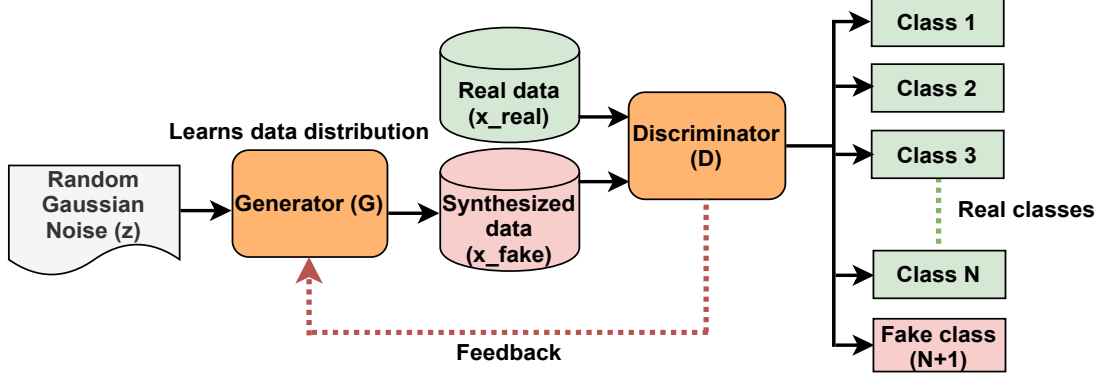 Learns data distribution
Random
Gaussian
Noise (z)
Generator (G)
Real data
(x_real)
Synthesized
data
(x_fake)
Discriminator
(D)
Feedback
Class 1
Class 2
Class 3
Real classes
Class N
Fake class
(N+1)